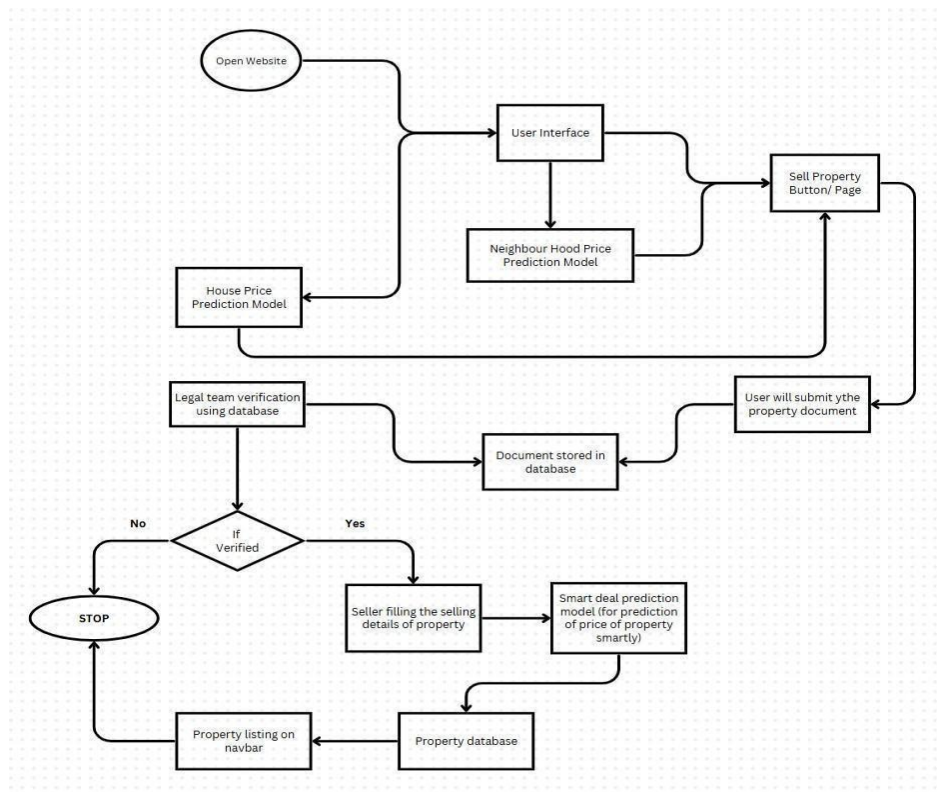 Open Website
User Interface
Sell Property
Button/ Page
Neighbour Hood Price
Prediction Model
House Price
Prediction Model
Legal team verification
using database
User will submit ythe
property document
Document stored in
database
No
Yes
If
Verified
STOP
Seller filling the selling
details of property
Smart deal prediction
model (for prediction
of price of property
smartly)
Property listing on
navbar
Property database